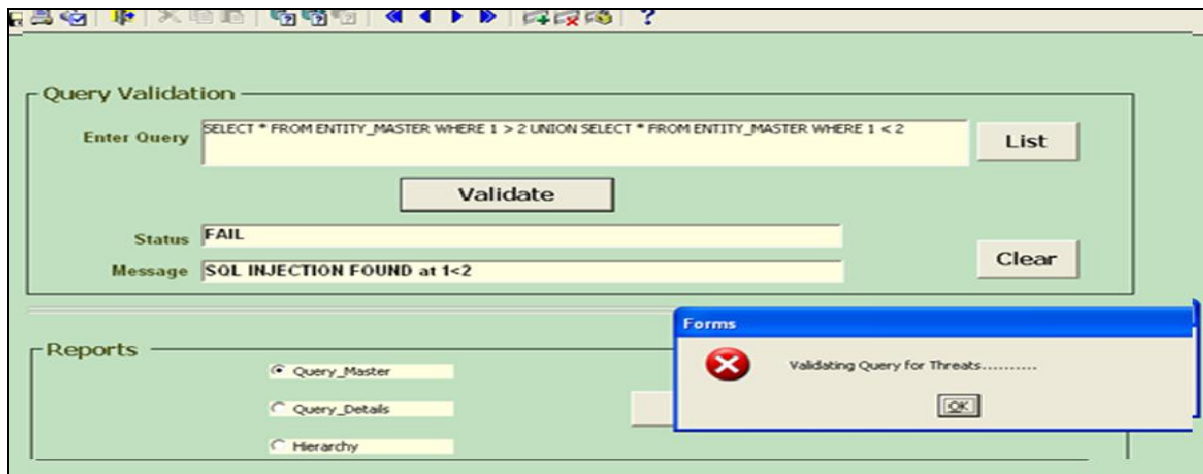 ?
Query Validation
Enter Query
SELECT * FROM ENTITY_MASTER WHERE 1 > 2 UNION SELECT * FROM ENTITY_MASTER WHERE 1 < 2
List
Validate
Status
FAIL
Message
SQL INJECTION FOUND at 1<2
Clear
Forms
Validating Query for Threats..........
OK
Reports
Query_Master
Query_Details
Hierarchy